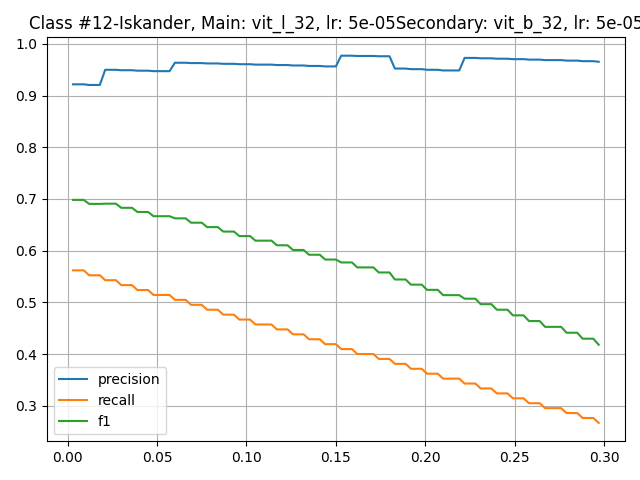 Class #12-Iskander, Main: vit_l_32, lr: 5e-05Secondary: vit_b_32, lr: 5e-05
1.0
0.9
0.8
0.7
0.6
0.5
0.4
0.3
precision
recall
f1
0.00 0.05 0.10 0.15 0.20 0.25 0.30